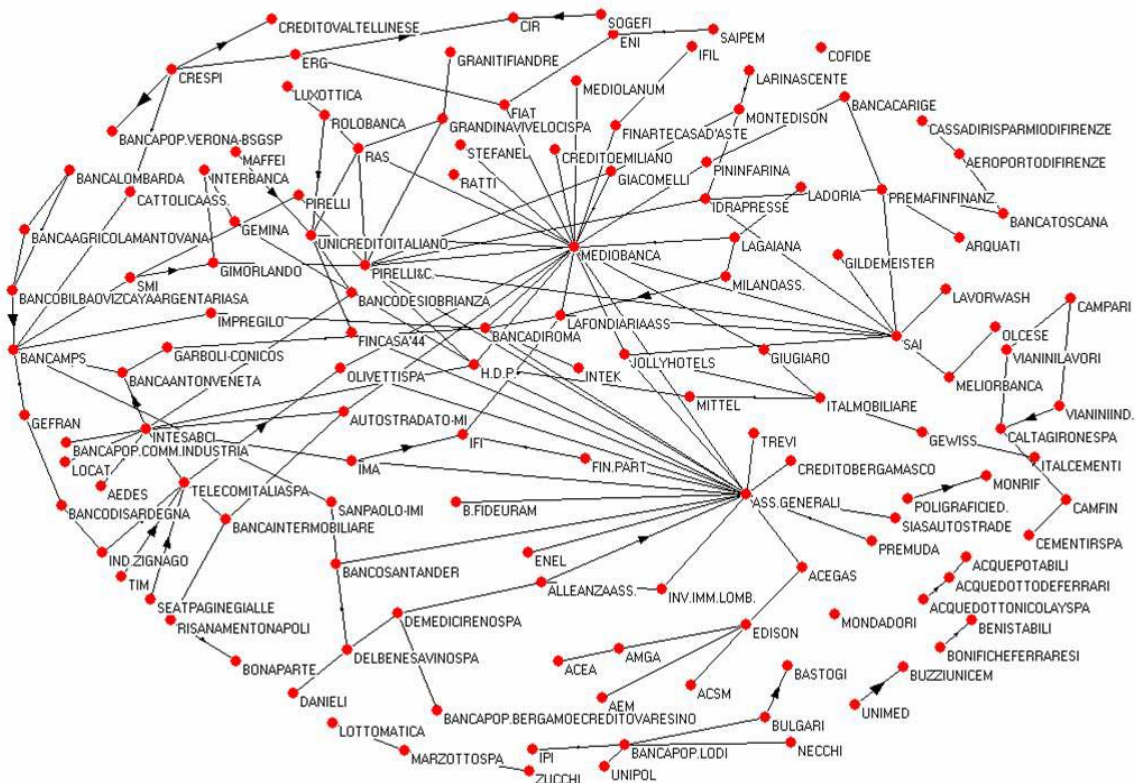 CREDITOVALTELLINESE
CIR
SOGEFI
ENI
SAIPEM
IFIL
COFIDE
ERG
GRANITIFIANDRE
CRESPI
LUXOTTICA
MEDIOLANUM
LARINASCENTE
FIAT
BANCACARIGE
ROLOBANCA
GRANDINAVIVELOCISPA
FINARTECASAD'ASTE
MONTEDISON
BANCAPOP.VERONA-BSGSP
CASSADIRISPARMIODIFIRENZE
MAFFEI
RAS
STEFANEL
CREDITOEMILIANO
PININFARINA
AEROPORTODIFIRENZE
BANCALOMBARDA
INTERBANCA
RATTI
GIACOMELLI
CATTOLICAASS.
PIRELLI
LADORIA
PREMAFINFINANZ.
IDRAPRESSE
BANCATOSCANA
BANCAAGRICOLAMANTOVANA
GEMINA
UNICREDITOITALIANO
LAGAIANA
ARQUATI
MEDIOBANCA
GILDEMEISTER
SMI
GIMORLANDO
PIRELLI&C.
MILANOASS.
BANCOBILBAOVIZCAYAARGENTARIASA
BANCODESIOBRIANZA
LAVORWASH
CAMPARI
IMPREGILO
LAFONDIARIAASS
OLCESE
BANCADIROMA
FINCASA'44
SAI
VIANINILAVORI
BANCAMPS
GARBOLI-CONICOS
JOLLYHOTELS
GIUGIARO
BANCAANTONVENETA
OLIVETTISPA
H.D.P.
INTEK
MELIORBANCA
MITTEL
ITALMOBILIARE
VIANINIIND.
GEFRAN
AUTOSTRADATO-MI
INTESABCI
CALTAGIRONESPA
BANCAPOP.COMM.INDUSTRIA
IFI
TREVI
GEWISS
LOCAT
IMA
FIN.PART
CREDITOBERGAMASCO
ITALCEMENTI
AEDES
TELECOMITALIASPA
ASS.GENERALI
MONRIF
BANCODISARDEGNA
SANPAOLO-IMI
B.FIDEURAM
POLIGRAFICIED.
CAMFIN
BANCAINTERMOBILIARE
SIASAUTOSTRADE
IND.ZIGNAGO
ENEL
PREMUDA
CEMENTIRSPA
TIM
BANCOSANTANDER
ACEGAS
ACQUEPOTABILI
ALLEANZAASS.
INV.IMM.LOMB.
ACQUEDOTTODEFERRARI
SEATPAGINEGIALLE
ACQUEDOTTONICOLAYSPA
RISANAMENTONAPOLI
DEMEDICIRENOSPA
EDISON
MONDADORI
BENISTABILI
DELBENESAVINOSPA
AMGA
BONIFICHEFERRARESI
BONAPARTE
ACEA
BASTOGI
BUZZIUNICEM
DANIELI
AEM
ACSM
UNIMED
BANCAPOP.BERGAMOECREDITOVARESINO
BULGARI
LOTTOMATICA
IPI
BANCAPOP.LODI
NECCHI
MARZOTTOSPA
ZUCCHI
UNIPOL